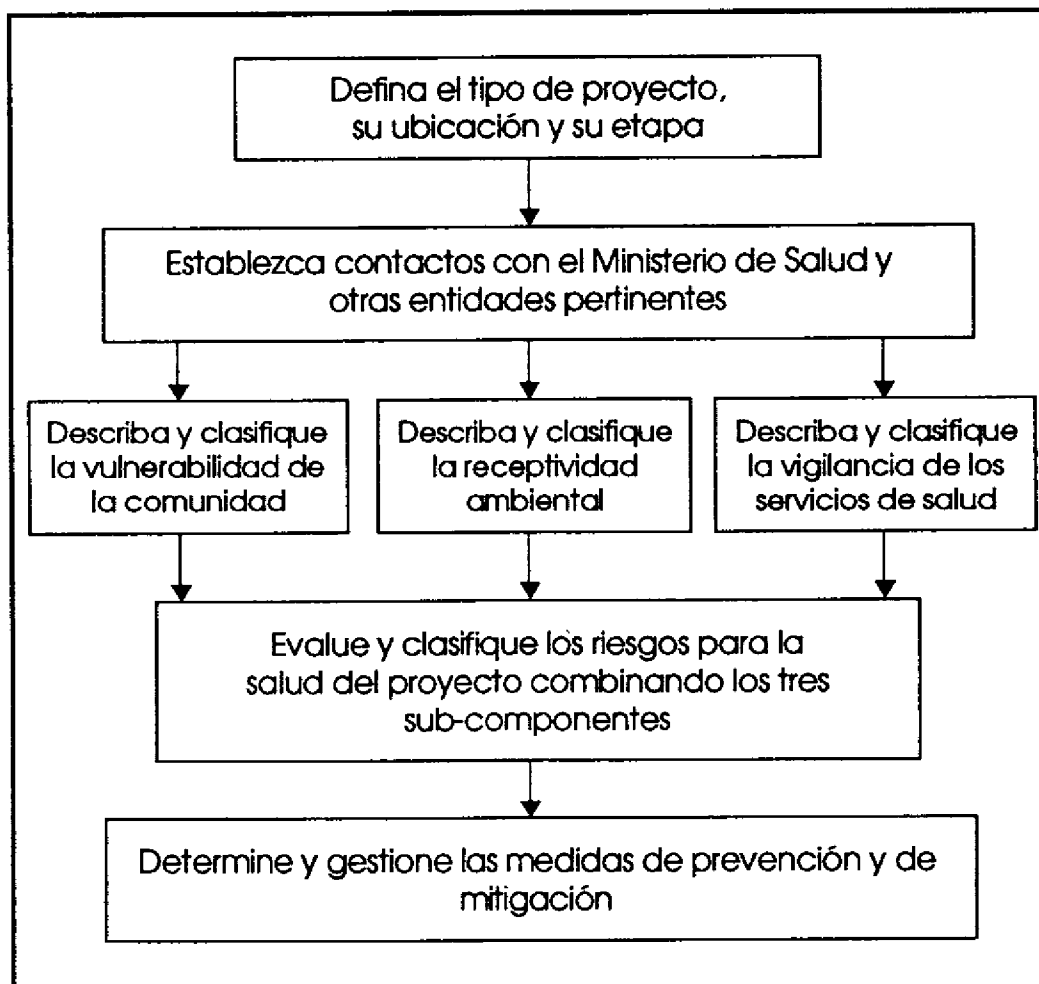 Defina el tipo de proyecto,
su ubicación y su etapa
Establezca contactos con el Ministerio de Salud y
otras entidades pertinentes
Describa y clasifique
la vulnerabilidad de
la comunidad
Describa y clasifique
la receptividad
ambiental
Describa y clasifique
la vigilancia de los
servicios de salud
Evalue y clasifique los riesgos para la
salud del proyecto combinando los tres
sub-componentes
Determine y gestione las medidas de prevención y de
mitigación